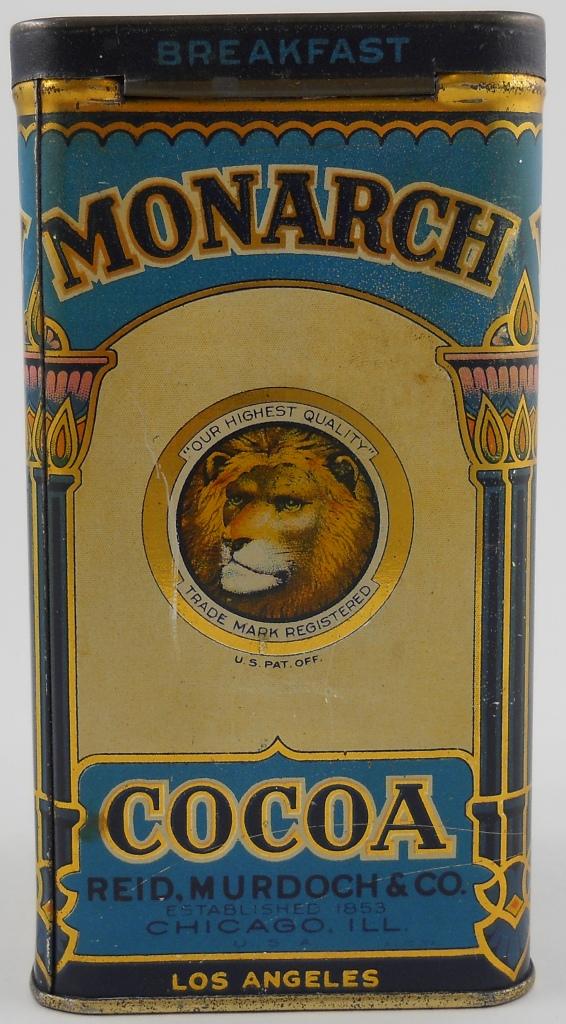 BREAKFAST
MONARCH
"OUR HIGHEST QUALITY"
TRADE MARK REGISTERED
U.S. PAT. OFF.
COCOA
REID, MURDOCH & CO.
ESTABLISHED 1853
CHICAGO, ILL.
U.S.A.
LOS ANGELES